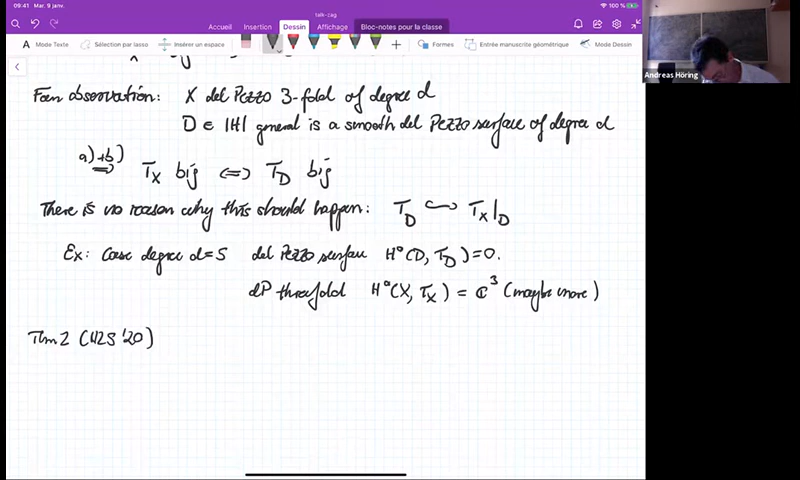 09:41 Mar. 9 janv.
talk-zag
100 %
Accueil Insertion Dessin Affichage Bloc-notes pour la classe
Mode Texte Sélection par lasso Insérer un espace Formes Entrée manuscrite géométrique Mode Dessin
Andreas Höring
Fun observation: X del Pezzo 3-fold of degree d
D ∈ |H| general is a smooth del Pezzo surface of degree d
a)+b) ⇒ T_X big ⇔ T_D big
There is no reason why this should happen: T_D ↪ T_X|_D
Ex: Case degree d=5 del Pezzo surface H⁰(D, T_D)=0.
dP threefold H⁰(X, T_X) = ℂ³ (maybe more)
Thm 2 (HLS '20)